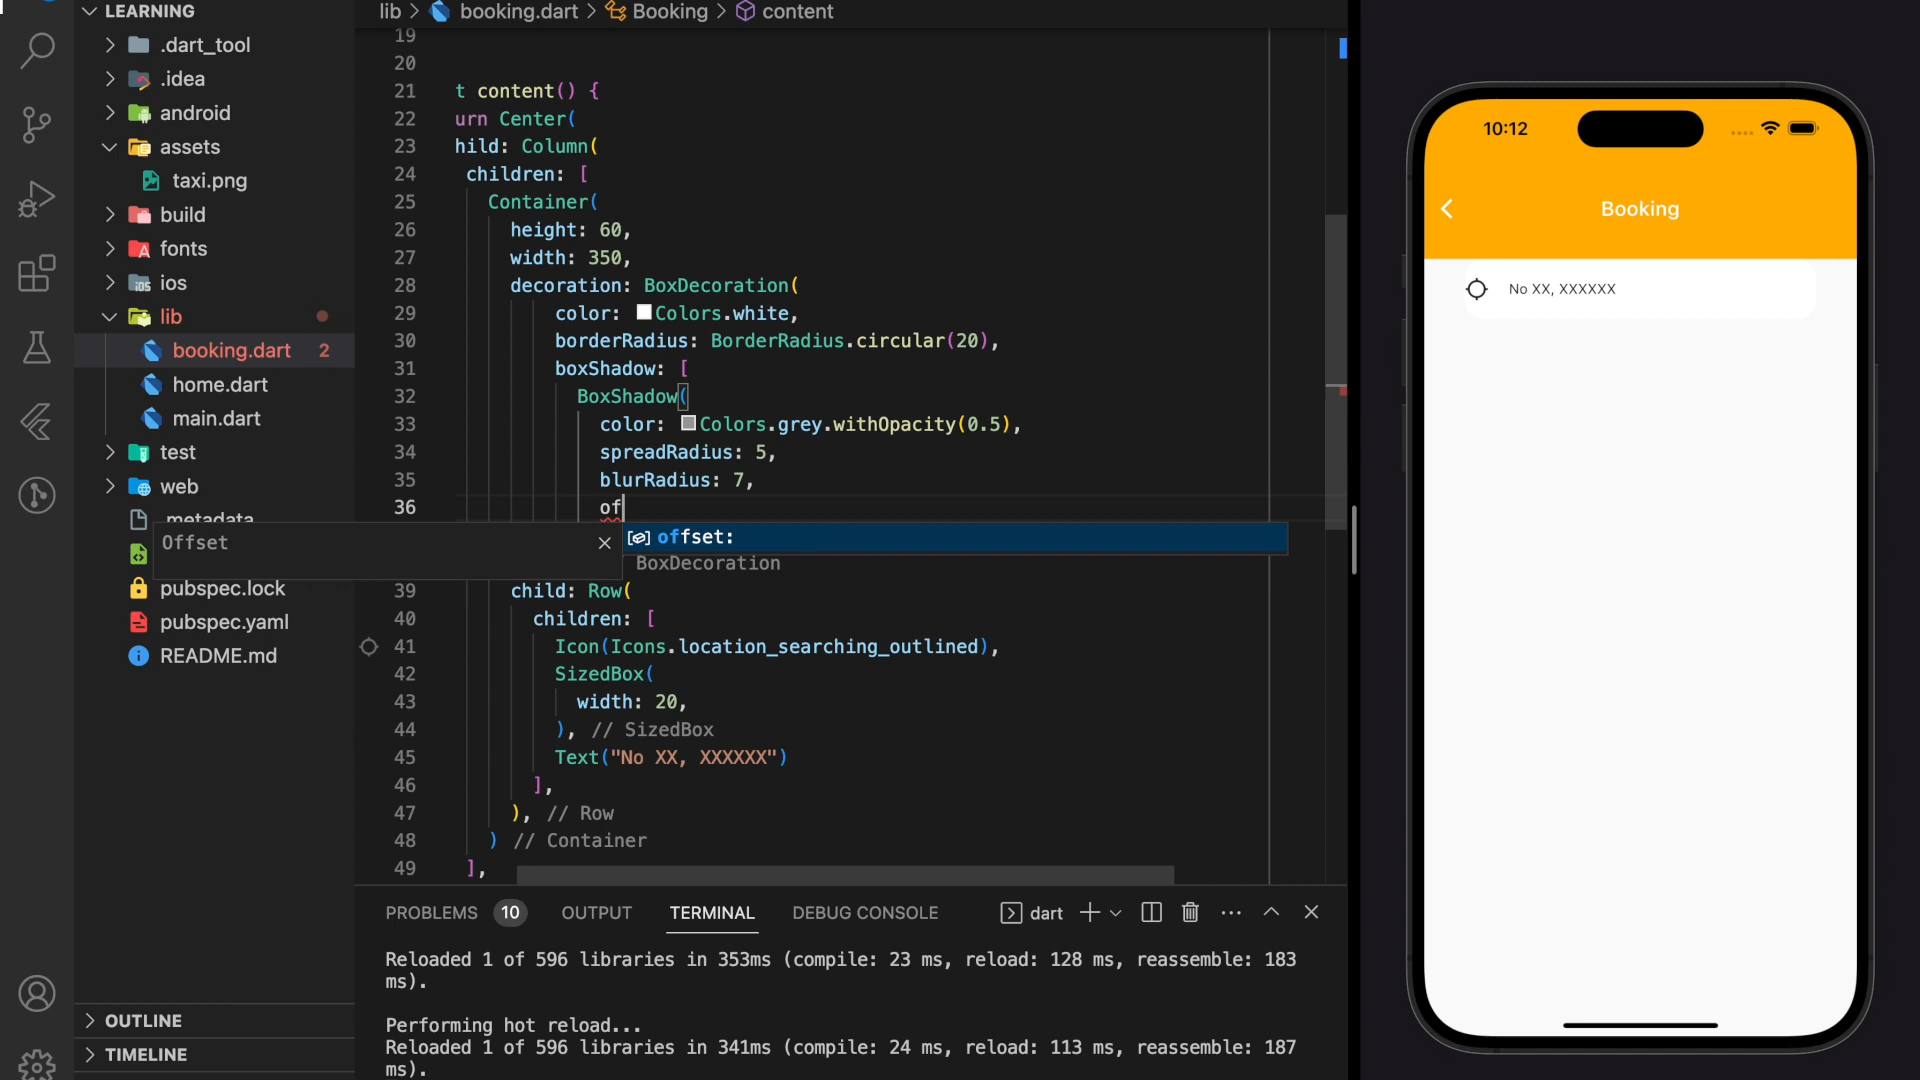 LEARNING
.dart_tool
.idea
android
assets
taxi.png
build
fonts
ios
lib
booking.dart 2
home.dart
main.dart
test
web
.metadata
pubspec.lock
pubspec.yaml
README.md
OUTLINE
TIMELINE
lib > booking.dart > Booking > content
19
20
21 t content() {
22 urn Center(
23 hild: Column(
24 children: [
25 Container(
26 height: 60,
27 width: 350,
28 decoration: BoxDecoration(
29 color: Colors.white,
30 borderRadius: BorderRadius.circular(20),
31 boxShadow: [
32 BoxShadow(
33 color: Colors.grey.withOpacity(0.5),
34 spreadRadius: 5,
35 blurRadius: 7,
36 of
Offset
offset:
BoxDecoration
39 child: Row(
40 children: [
41 Icon(Icons.location_searching_outlined),
42 SizedBox(
43 width: 20,
44 ), // SizedBox
45 Text("No XX, XXXXXX")
46 ],
47 ), // Row
48 ) // Container
49 ],
PROBLEMS 10 OUTPUT TERMINAL DEBUG CONSOLE dart
Reloaded 1 of 596 libraries in 353ms (compile: 23 ms, reload: 128 ms, reassemble: 183
ms).
Performing hot reload...
Reloaded 1 of 596 libraries in 341ms (compile: 24 ms, reload: 113 ms, reassemble: 187
ms).
10:12
Booking
No XX, XXXXXX